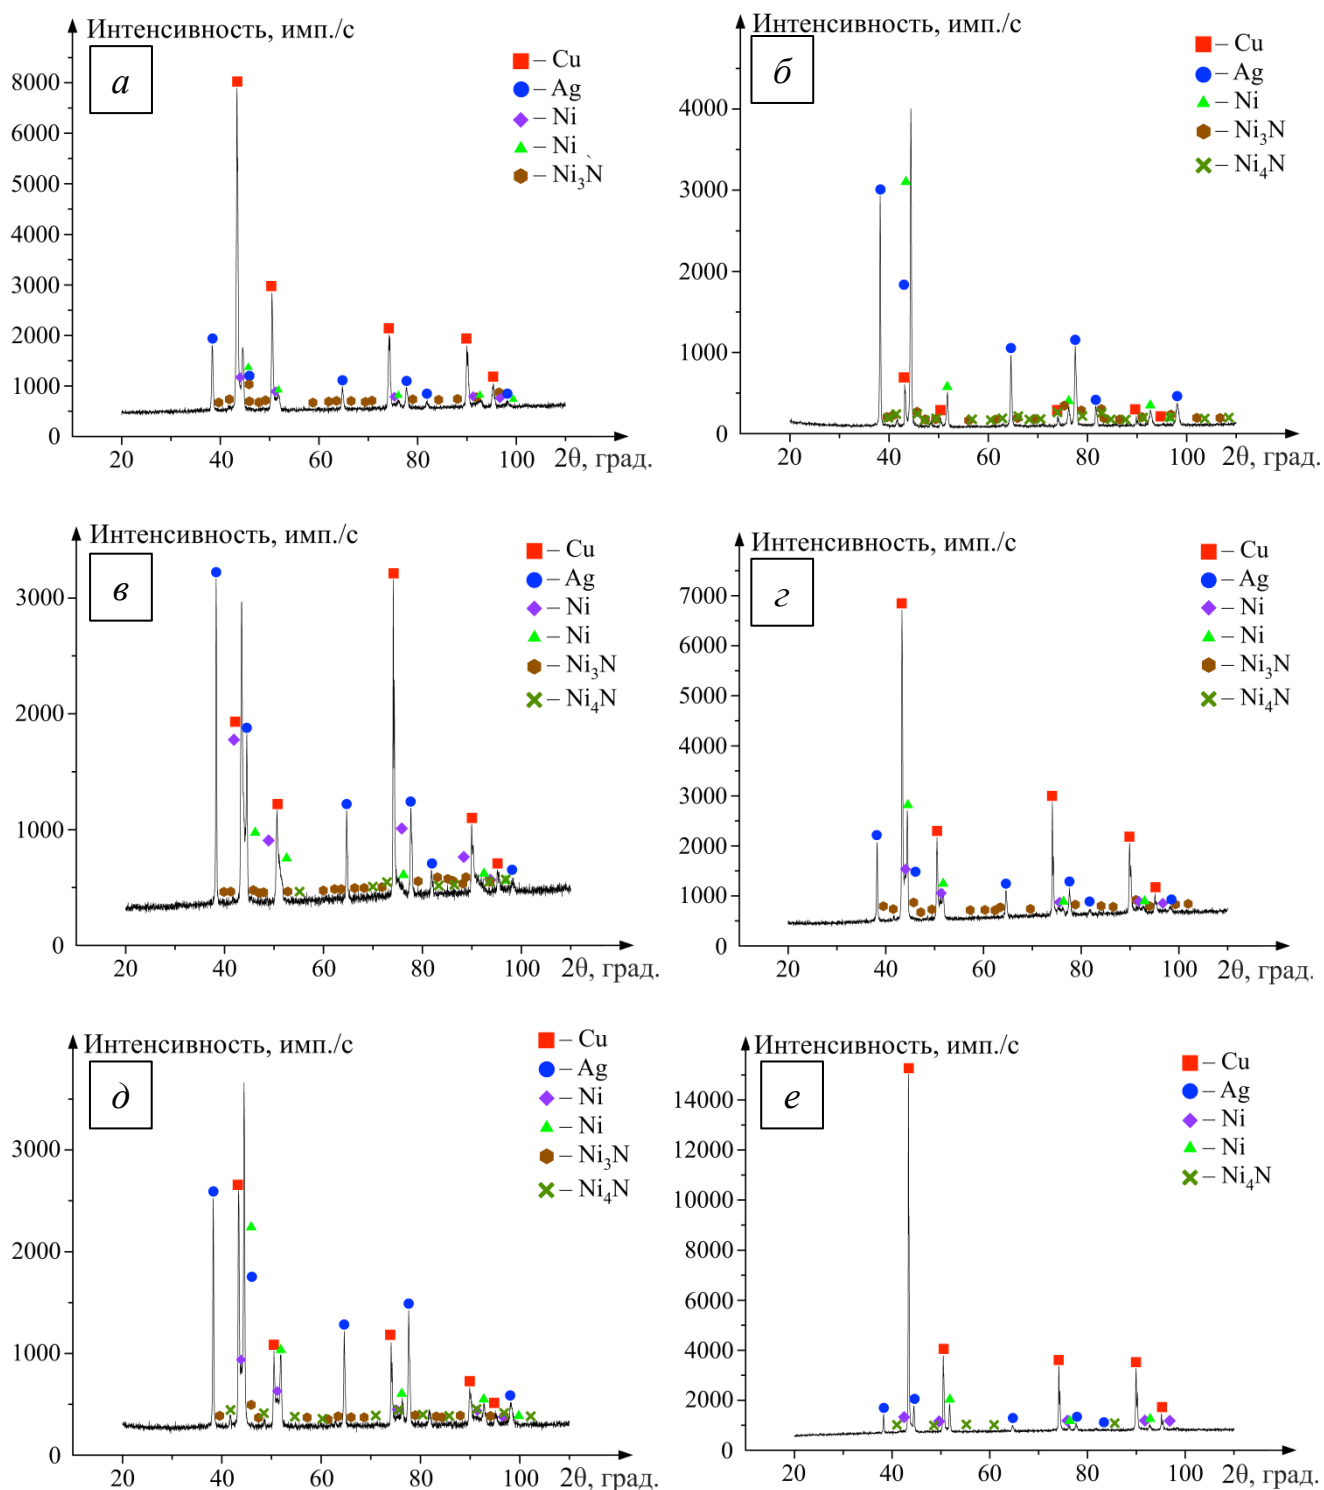 Интенсивность, имп./с
а
– Cu
– Ag
– Ni
– Ni
– Ni₃N
8000
7000
6000
5000
4000
3000
2000
1000
0
20 40 60 80 100 2θ, град.
Интенсивность, имп./с
б
– Cu
– Ag
– Ni
– Ni₃N
– Ni₄N
4000
3000
2000
1000
0
20 40 60 80 100 2θ, град.
Интенсивность, имп./с
в
– Cu
– Ag
– Ni
– Ni
– Ni₃N
– Ni₄N
3000
2000
1000
0
20 40 60 80 100 2θ, град.
Интенсивность, имп./с
г
– Cu
– Ag
– Ni
– Ni
– Ni₃N
– Ni₄N
7000
6000
5000
4000
3000
2000
1000
0
20 40 60 80 100 2θ, град.
Интенсивность, имп./с
д
– Cu
– Ag
– Ni
– Ni
– Ni₃N
– Ni₄N
3000
2000
1000
0
20 40 60 80 100 2θ, град.
Интенсивность, имп./с
е
– Cu
– Ag
– Ni
– Ni
– Ni₄N
14000
12000
10000
8000
6000
4000
2000
0
20 40 60 80 100 2θ, град.